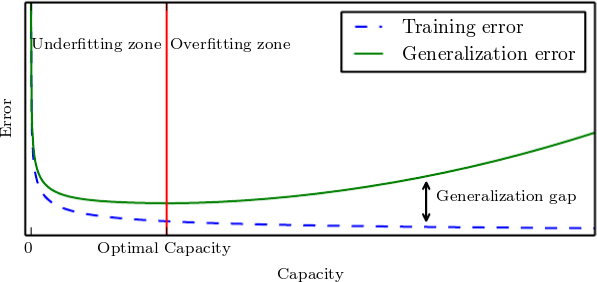 Training error
Generalization error
Underfitting zone
Overfitting zone
Error
Generalization gap
0
Optimal Capacity
Capacity